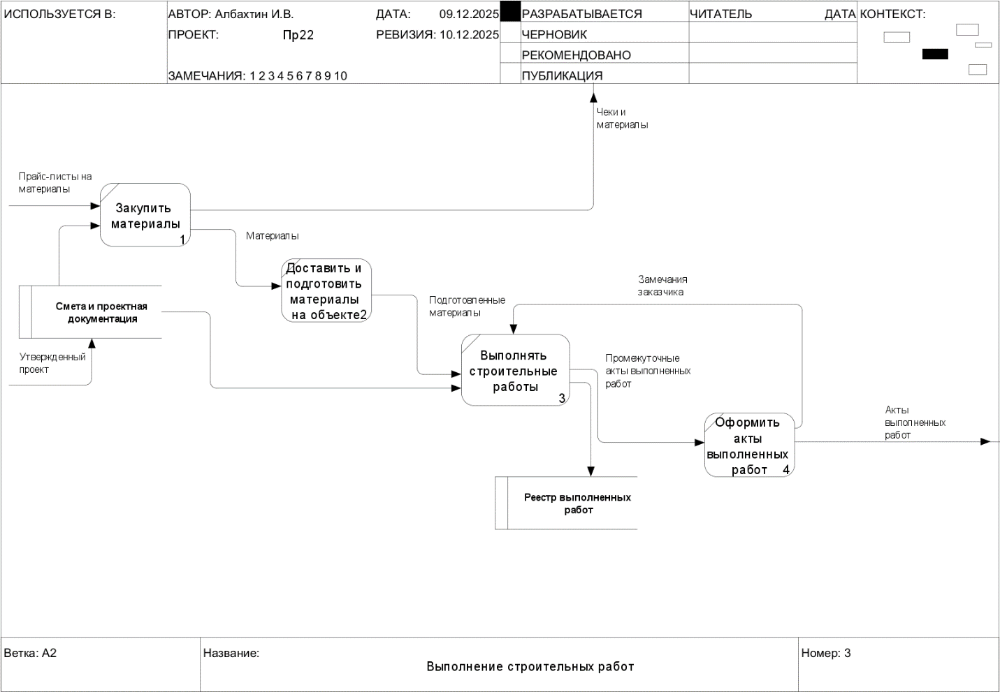 ИСПОЛЬЗУЕТСЯ В:
АВТОР: Албахтин И.В.
ДАТА: 09.12.2025
ПРОЕКТ: Пр22
РЕВИЗИЯ: 10.12.2025
ЗАМЕЧАНИЯ: 1 2 3 4 5 6 7 8 9 10
РАЗРАБАТЫВАЕТСЯ
ЧЕРНОВИК
РЕКОМЕНДОВАНО
ПУБЛИКАЦИЯ
ЧИТАТЕЛЬ ДАТА
КОНТЕКСТ:
Чеки и
материалы
Прайс-листы на
материалы
Закупить
материалы
1
Материалы
Доставить и
подготовить
материалы
на объекте2
Замечания
заказчика
Смета и проектная
документация
Подготовленные
материалы
Утвержденный
проект
Выполнять
строительные
работы
3
Промежуточные
акты выполненных
работ
Оформить
акты
выполненных
работ 4
Акты
выполненных
работ
Реестр выполненных
работ
Ветка: A2
Название:
Выполнение строительных работ
Номер: 3